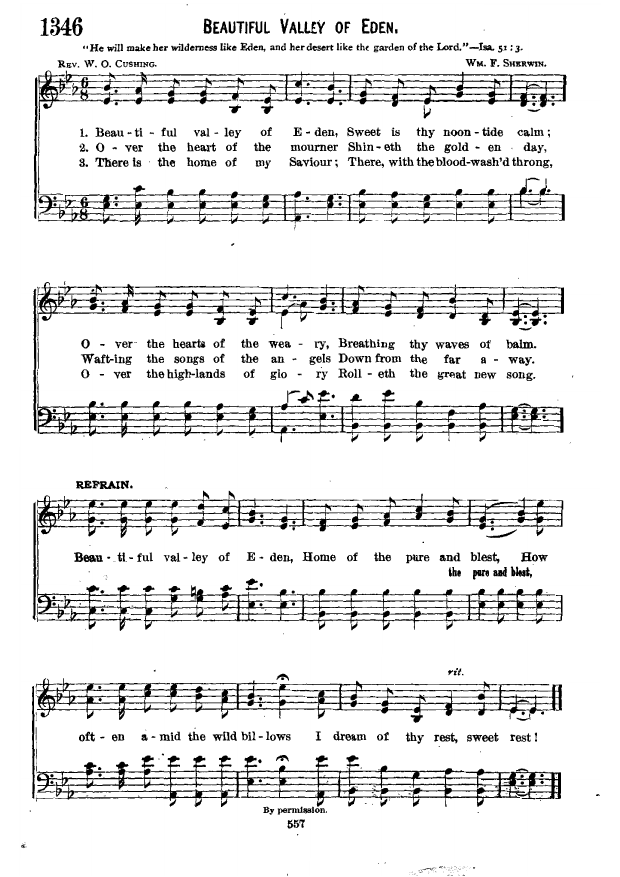 1346 BEAUTIFUL VALLEY OF EDEN.
"He will make her wilderness like Eden, and her desert like the garden of the Lord."—Isa. 51 : 3.
REV. W. O. CUSHING. WM. F. SHERWIN.
1. Beau - ti - ful val - ley of E - den, Sweet is thy noon - tide calm ;
2. O - ver the heart of the mourner Shin - eth the gold - en day,
3. There is the home of my Saviour ; There, with the blood-wash'd throng,
O - ver the hearts of the wea - ry, Breathing thy waves of balm.
Waft-ing the songs of the an - gels Down from the far a - way.
O - ver the high-lands of glo - ry Roll - eth the great new song.
REFRAIN.
Beau - ti - ful val - ley of E - den, Home of the pure and blest, How
the pure and blest,
rit.
oft - en a - mid the wild bil - lows I dream of thy rest, sweet rest !
By permission.
557